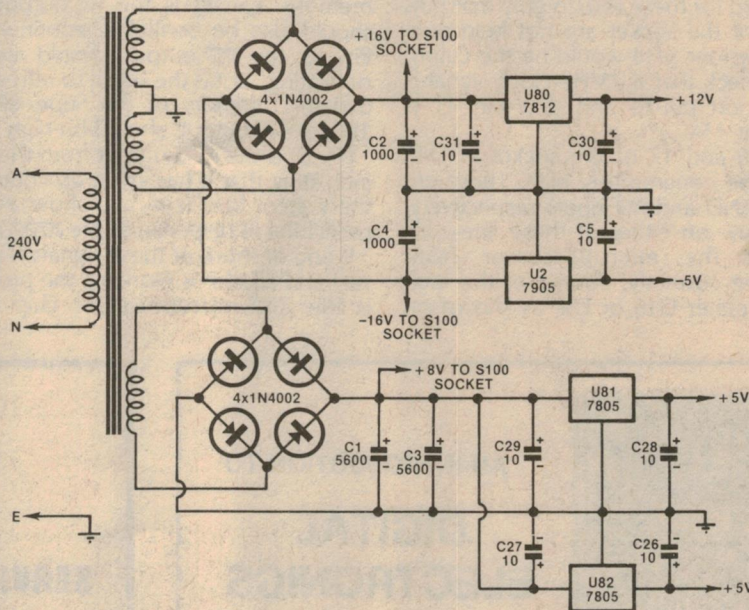 +16V TO S100
SOCKET
4x1N4002
U80
7812
+12V
C2
1000
+
−
C31
10
+
−
C30
10
+
−
A
240V
AC
N
C4
1000
+
−
C5
10
+
−
U2
7905
−5V
−16V TO S100
SOCKET
+8V TO S100
SOCKET
4x1N4002
U81
7805
+5V
C1
5600
+
−
C3
5600
+
−
C29
10
+
−
C28
10
+
−
E
C27
10
−
+
C26
10
−
+
U82
7805
+5V